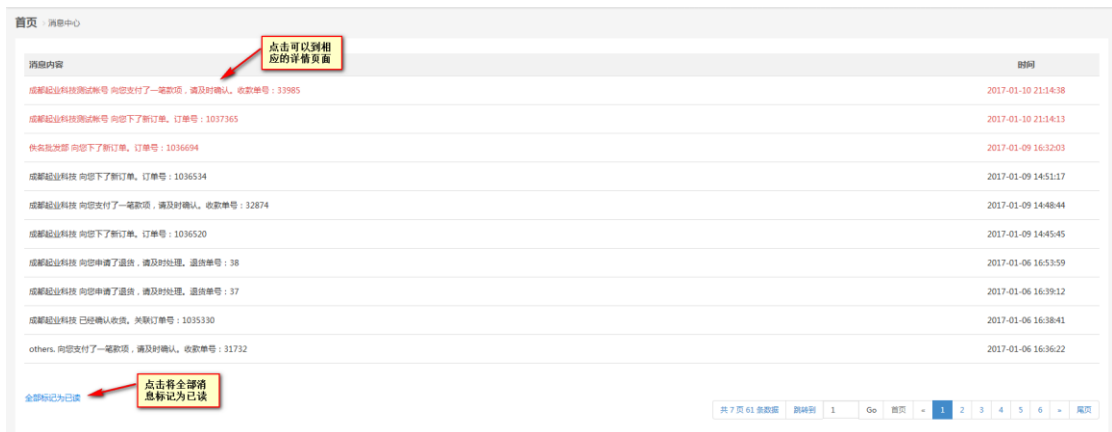 首页 › 消息中心
点击可以到相
应的详情页面
消息内容 时间
成都起业科技测试帐号 向您支付了一笔款项，请及时确认。收款单号：33985 2017-01-10 21:14:38
成都起业科技测试帐号 向您下了新订单。订单号：1037365 2017-01-10 21:14:13
佚名批发部 向您下了新订单。订单号：1036694 2017-01-09 16:32:03
成都起业科技 向您下了新订单。订单号：1036534 2017-01-09 14:51:17
成都起业科技 向您支付了一笔款项，请及时确认。收款单号：32874 2017-01-09 14:48:44
成都起业科技 向您下了新订单。订单号：1036520 2017-01-09 14:45:45
成都起业科技 向您申请了退货，请及时处理。退货单号：38 2017-01-06 16:53:59
成都起业科技 向您申请了退货，请及时处理。退货单号：37 2017-01-06 16:39:12
成都起业科技 已经确认收货。关联订单号：1035330 2017-01-06 16:38:41
others. 向您支付了一笔款项，请及时确认。收款单号：31732 2017-01-06 16:36:22
点击将全部消
息标记为已读
全部标记为已读
共 7 页 61 条数据 跳转到 1 Go 首页 « 1 2 3 4 5 6 » 尾页